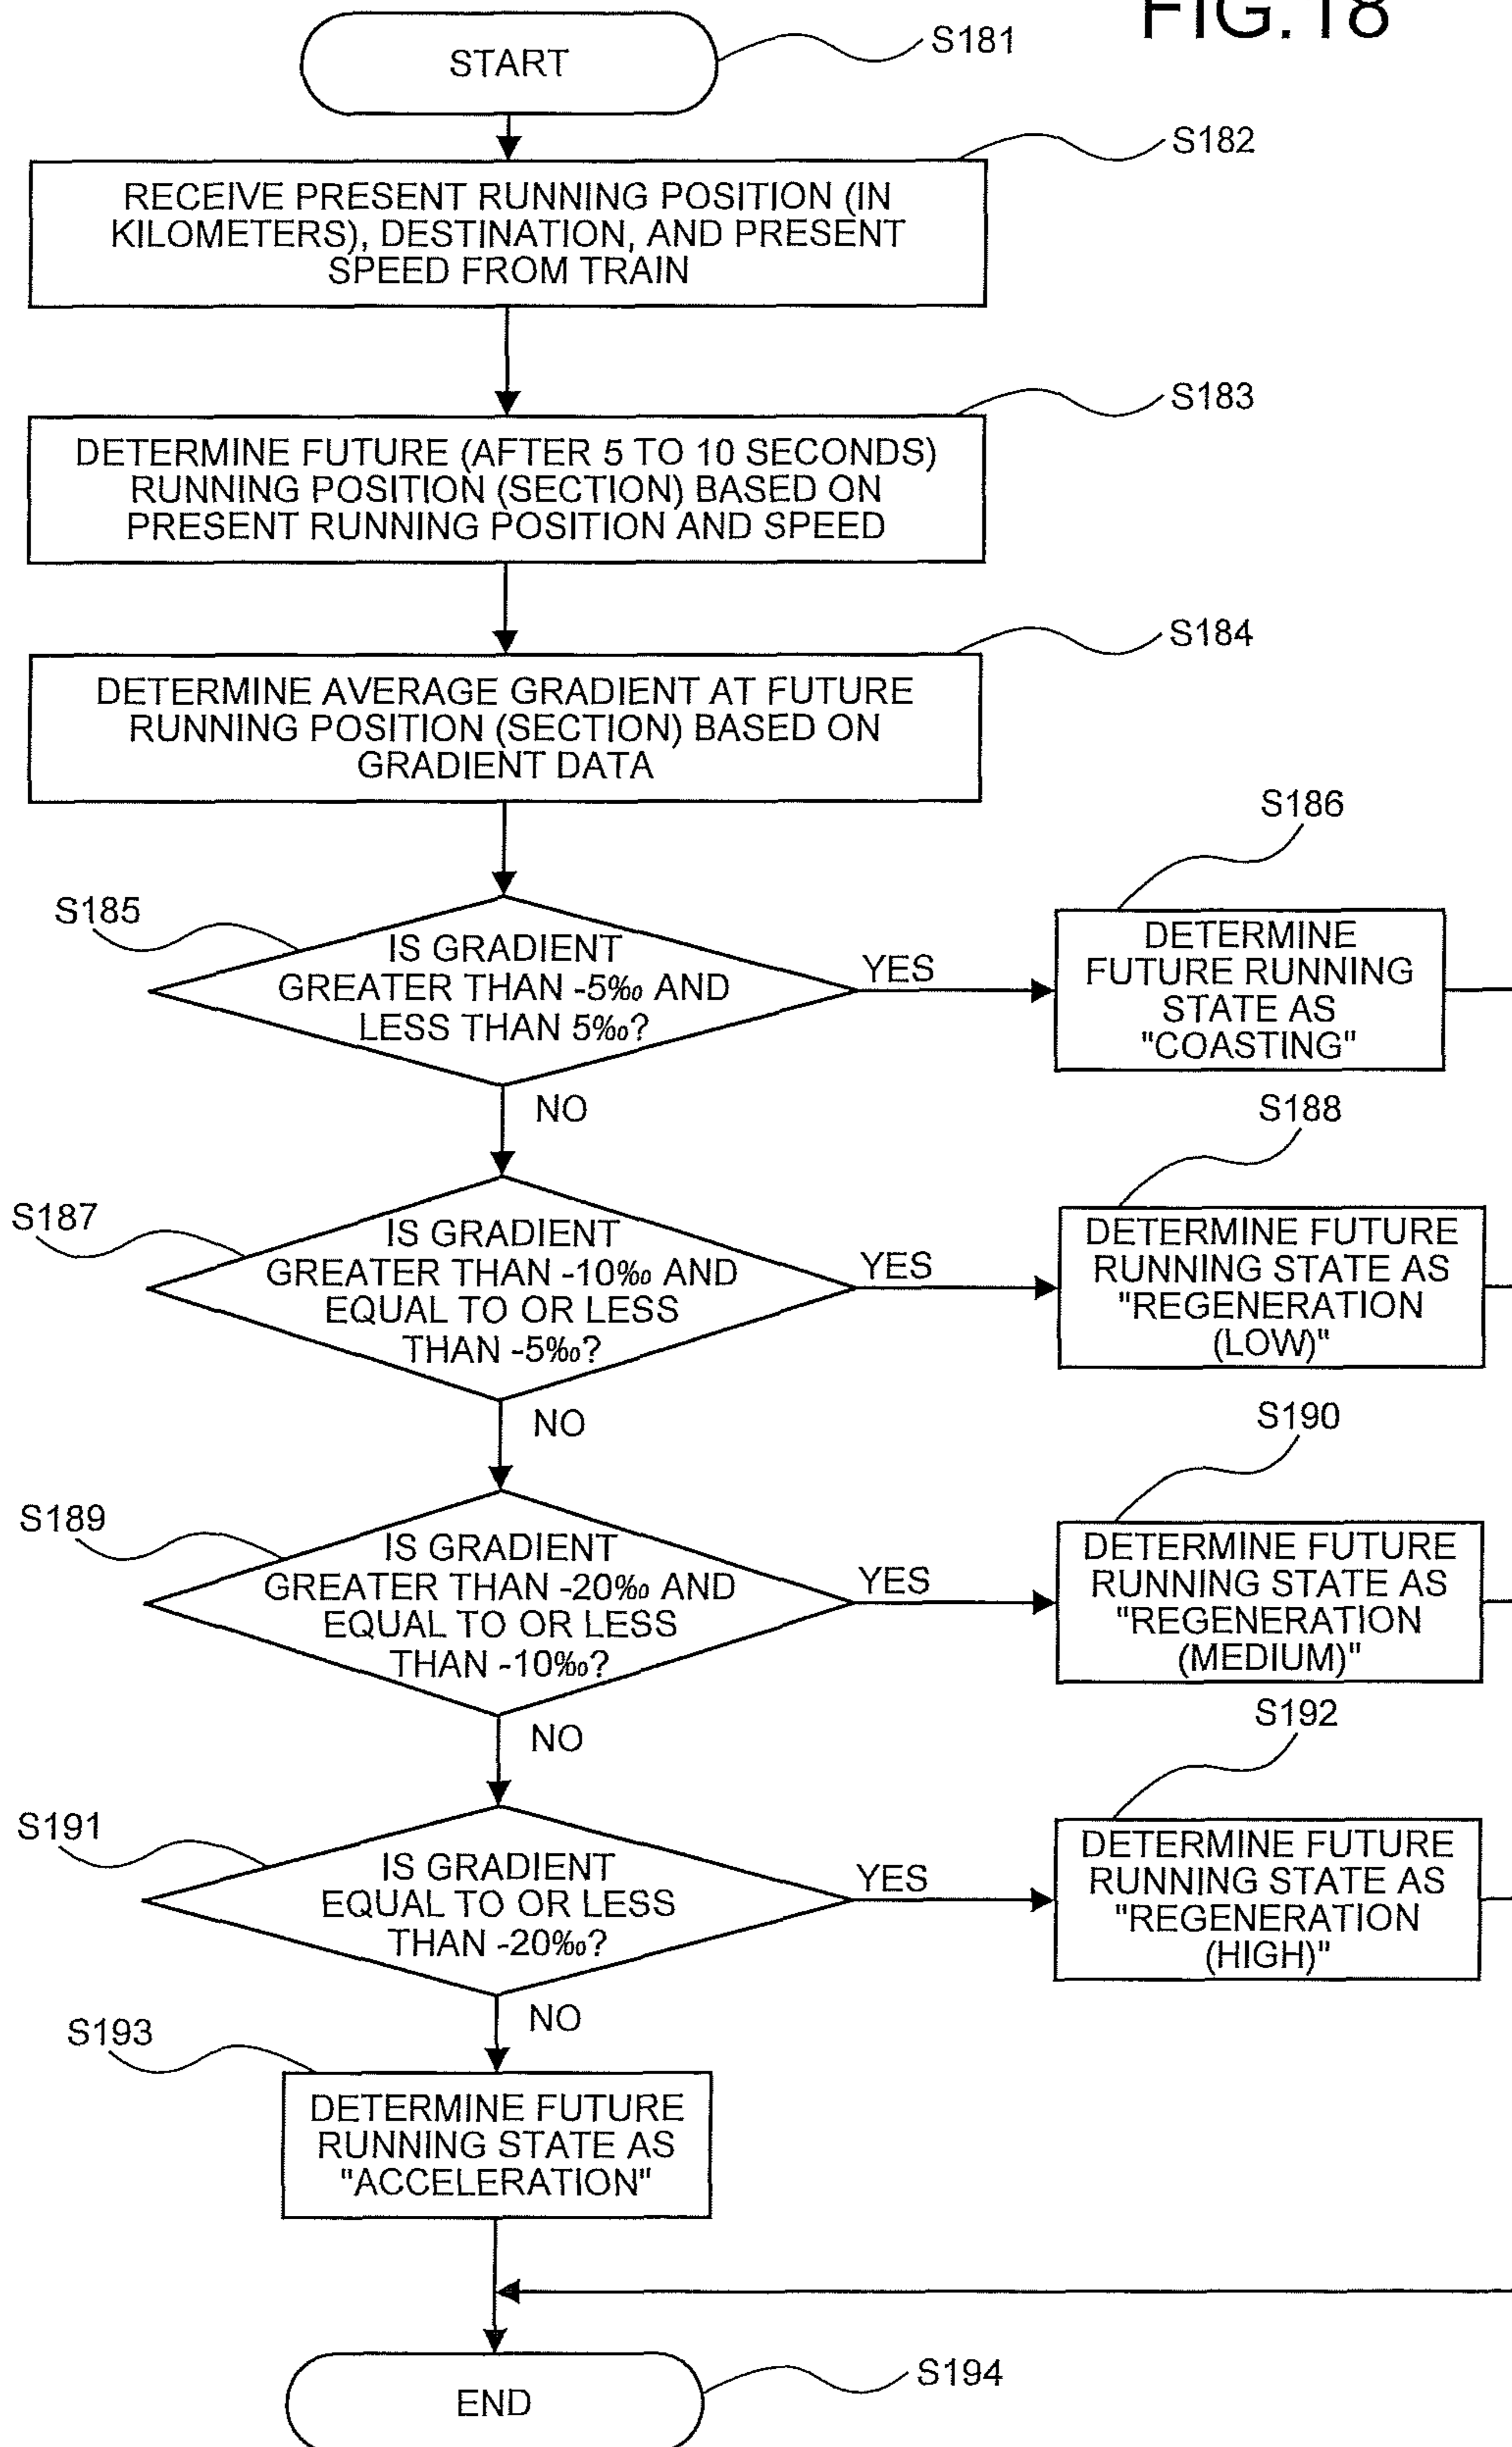 FIG.18
START
S181
S182
RECEIVE PRESENT RUNNING POSITION (IN
KILOMETERS), DESTINATION, AND PRESENT
SPEED FROM TRAIN
S183
DETERMINE FUTURE (AFTER 5 TO 10 SECONDS)
RUNNING POSITION (SECTION) BASED ON
PRESENT RUNNING POSITION AND SPEED
S184
DETERMINE AVERAGE GRADIENT AT FUTURE
RUNNING POSITION (SECTION) BASED ON
GRADIENT DATA
S185
IS GRADIENT
GREATER THAN -5‰ AND
LESS THAN 5‰?
YES
NO
S186
DETERMINE
FUTURE RUNNING
STATE AS
"COASTING"
S187
IS GRADIENT
GREATER THAN -10‰ AND
EQUAL TO OR LESS
THAN -5‰?
YES
NO
S188
DETERMINE FUTURE
RUNNING STATE AS
"REGENERATION
(LOW)"
S189
IS GRADIENT
GREATER THAN -20‰ AND
EQUAL TO OR LESS
THAN -10‰?
YES
NO
S190
DETERMINE FUTURE
RUNNING STATE AS
"REGENERATION
(MEDIUM)"
S191
IS GRADIENT
EQUAL TO OR LESS
THAN -20‰?
YES
NO
S192
DETERMINE FUTURE
RUNNING STATE AS
"REGENERATION
(HIGH)"
S193
DETERMINE FUTURE
RUNNING STATE AS
"ACCELERATION"
END
S194